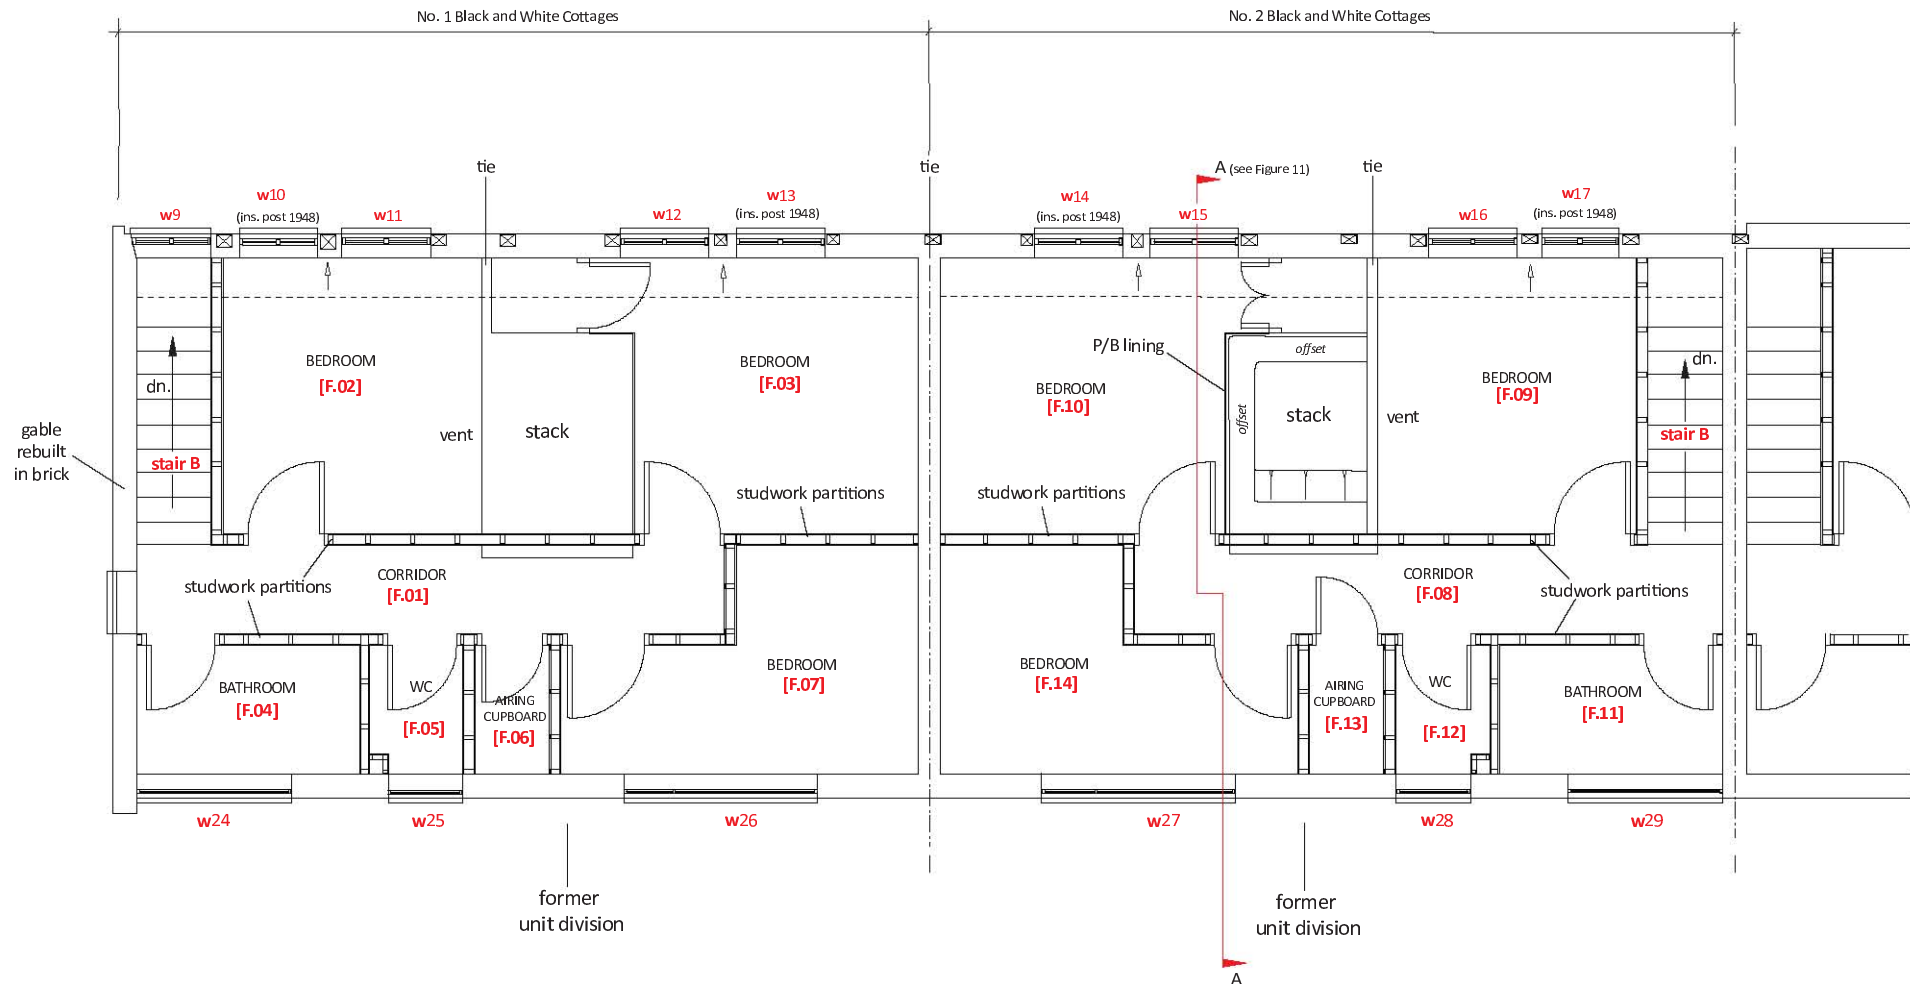 No. 1 Black and White Cottages
No. 2 Black and White Cottages
tie
tie
A (see Figure 11)
tie
w9
w10
(ins. post 1948)
w11
w12
w13
(ins. post 1948)
w14
(ins. post 1948)
w15
w16
w17
(ins. post 1948)
gable
rebuilt
in brick
dn.
stair B
BEDROOM
[F.02]
vent
stack
BEDROOM
[F.03]
studwork partitions
BEDROOM
[F.10]
studwork partitions
P/B lining
offset
offset
stack
vent
BEDROOM
[F.09]
dn.
stair B
studwork partitions
CORRIDOR
[F.01]
CORRIDOR
[F.08]
studwork partitions
BATHROOM
[F.04]
WC
[F.05]
AIRING
CUPBOARD
[F.06]
BEDROOM
[F.07]
BEDROOM
[F.14]
AIRING
CUPBOARD
[F.13]
WC
[F.12]
BATHROOM
[F.11]
w24
w25
w26
w27
w28
w29
former
unit division
former
unit division
A